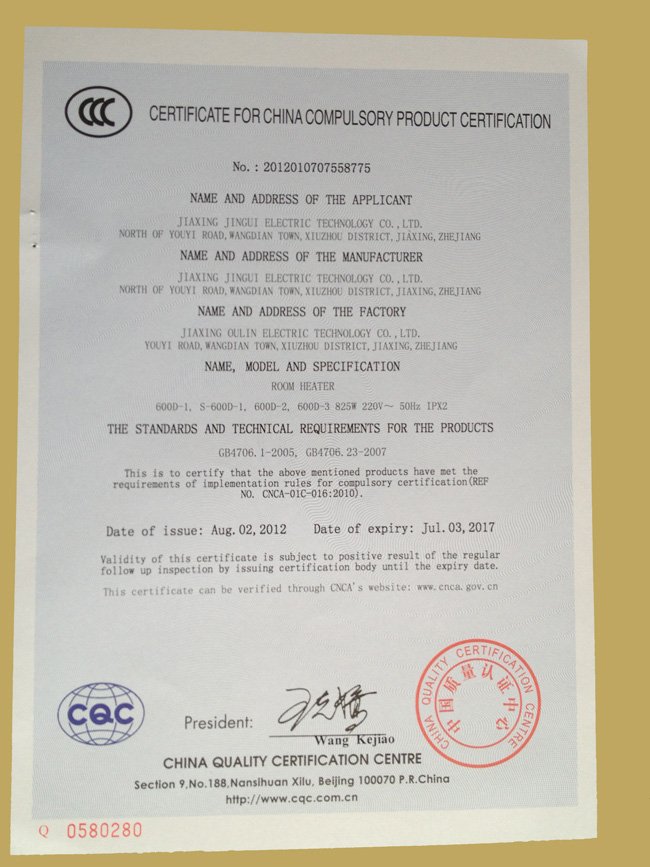 CCC
CERTIFICATE FOR CHINA COMPULSORY PRODUCT CERTIFICATION
No.: 2012010707558775
NAME AND ADDRESS OF THE APPLICANT
JIAXING JINGUI ELECTRIC TECHNOLOGY CO.,LTD.
NORTH OF YOUYI ROAD,WANGDIAN TOWN,XIUZHOU DISTRICT,JIAXING,ZHEJIANG
NAME AND ADDRESS OF THE MANUFACTURER
JIAXING JINGUI ELECTRIC TECHNOLOGY CO.,LTD.
NORTH OF YOUYI ROAD,WANGDIAN TOWN,XIUZHOU DISTRICT,JIAXING,ZHEJIANG
NAME AND ADDRESS OF THE FACTORY
JIAXING OULIN ELECTRIC TECHNOLOGY CO.,LTD.
YOUYI ROAD,WANGDIAN TOWN,XIUZHOU DISTRICT,JIAXING,ZHEJIANG
NAME, MODEL AND SPECIFICATION
ROOM HEATER
600D-1, S-600D-1, 600D-2, 600D-3 825W 220V~ 50Hz IPX2
THE STANDARDS AND TECHNICAL REQUIREMENTS FOR THE PRODUCTS
GB4706.1-2005, GB4706.23-2007
This is to certify that the above mentioned products have met the
requirements of implementation rules for compulsory certification(REF
NO. CNCA-01C-016:2010).
Date of issue: Aug.02,2012 Date of expiry: Jul.03,2017
Validity of this certificate is subject to positive result of the regular
follow up inspection by issuing certification body until the expiry date.
This certificate can be verified through CNCA's website: www.cnca.gov.cn
CQC
President:
王克娇
Wang Kejiao
CHINA QUALITY CERTIFICATION CENTRE
中国质量认证中心
CHINA QUALITY CERTIFICATION CENTRE
Section 9,No.188,Nansihuan Xilu, Beijing 100070 P.R.China
http://www.cqc.com.cn
Q 0580280